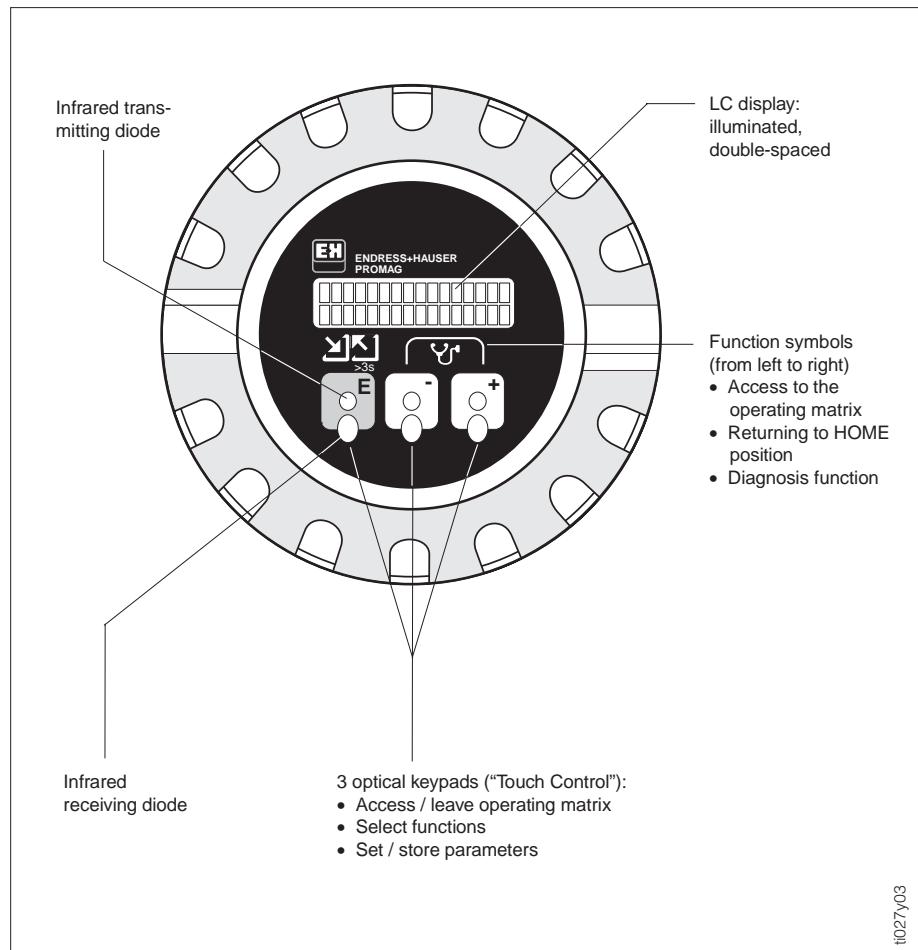 Infrared trans-
mitting diode
LC display:
illuminated,
double-spaced
EH
ENDRESS+HAUSER
PROMAG
>3s
E
-
+
Function symbols
(from left to right)
• Access to the
operating matrix
• Returning to HOME
position
• Diagnosis function
Infrared
receiving diode
3 optical keypads (“Touch Control”):
• Access / leave operating matrix
• Select functions
• Set / store parameters
ti027y03